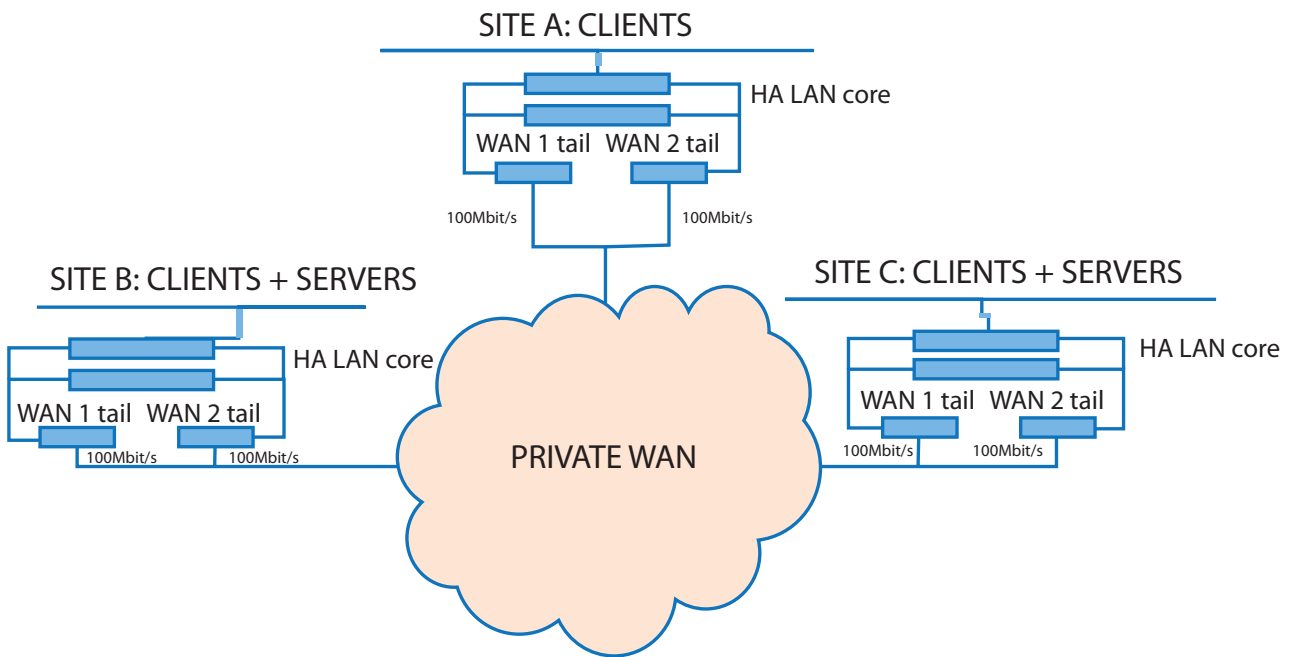 SITE A: CLIENTS
HA LAN core
WAN 1 tail WAN 2 tail
100Mbit/s 100Mbit/s
SITE B: CLIENTS + SERVERS
HA LAN core
WAN 1 tail WAN 2 tail
100Mbit/s 100Mbit/s
SITE C: CLIENTS + SERVERS
HA LAN core
WAN 1 tail WAN 2 tail
100Mbit/s 100Mbit/s
PRIVATE WAN